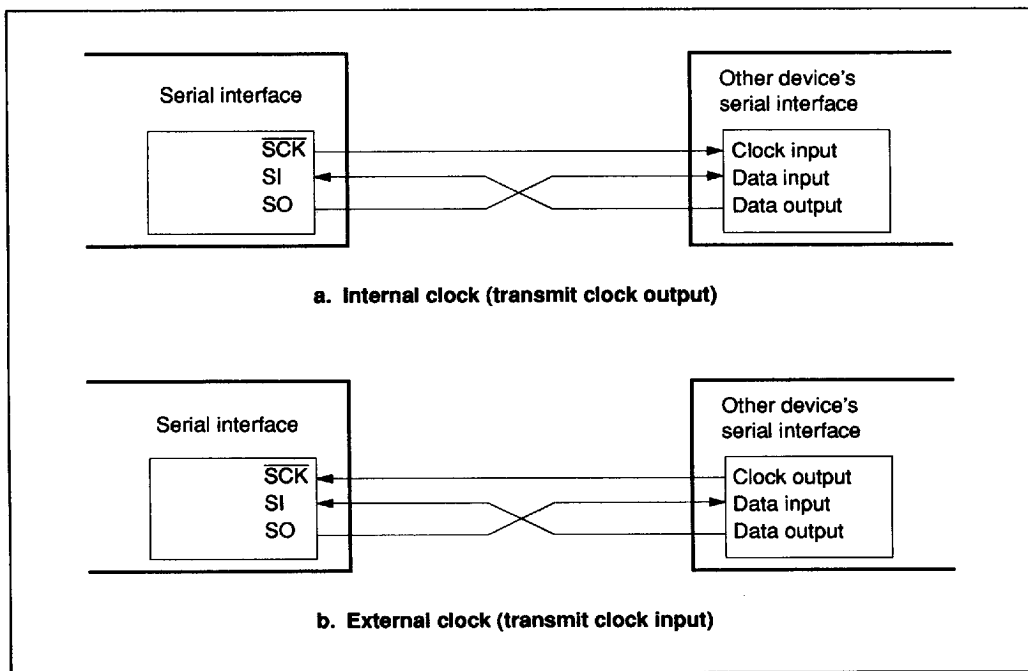 Serial interface
Other device's
serial interface
S̅C̅K̅
SI
SO
Clock input
Data input
Data output
a. Internal clock (transmit clock output)
Serial interface
Other device's
serial interface
S̅C̅K̅
SI
SO
Clock output
Data input
Data output
b. External clock (transmit clock input)